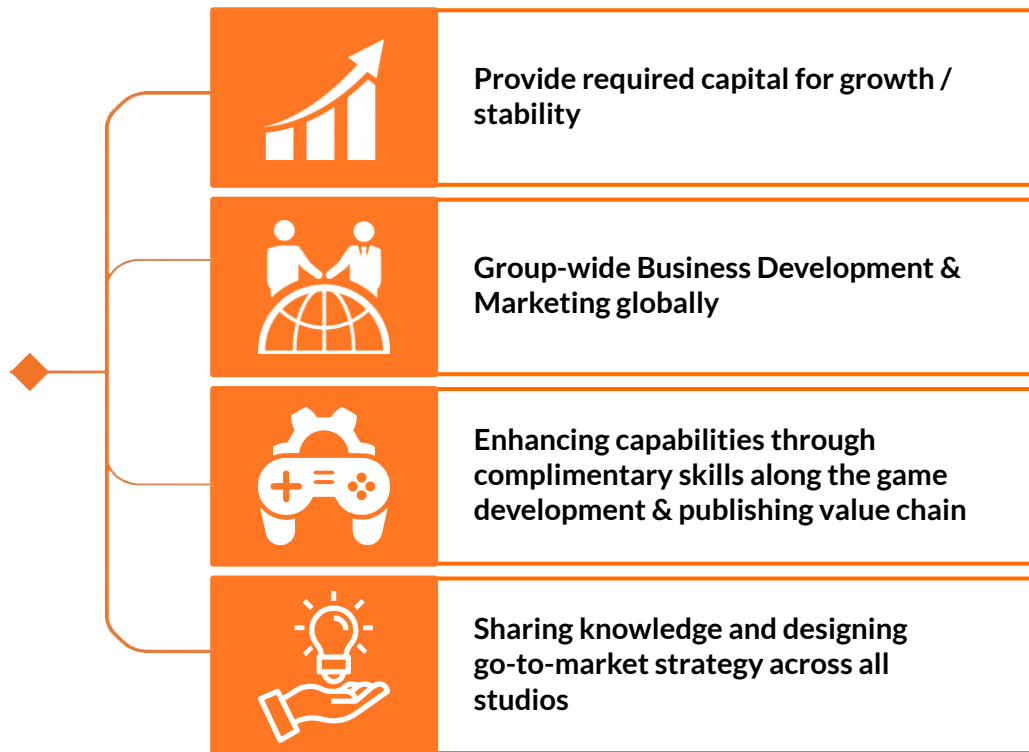 Provide required capital for growth /
stability
Group-wide Business Development &
Marketing globally
Enhancing capabilities through
complimentary skills along the game
development & publishing value chain
Sharing knowledge and designing
go-to-market strategy across all
studios